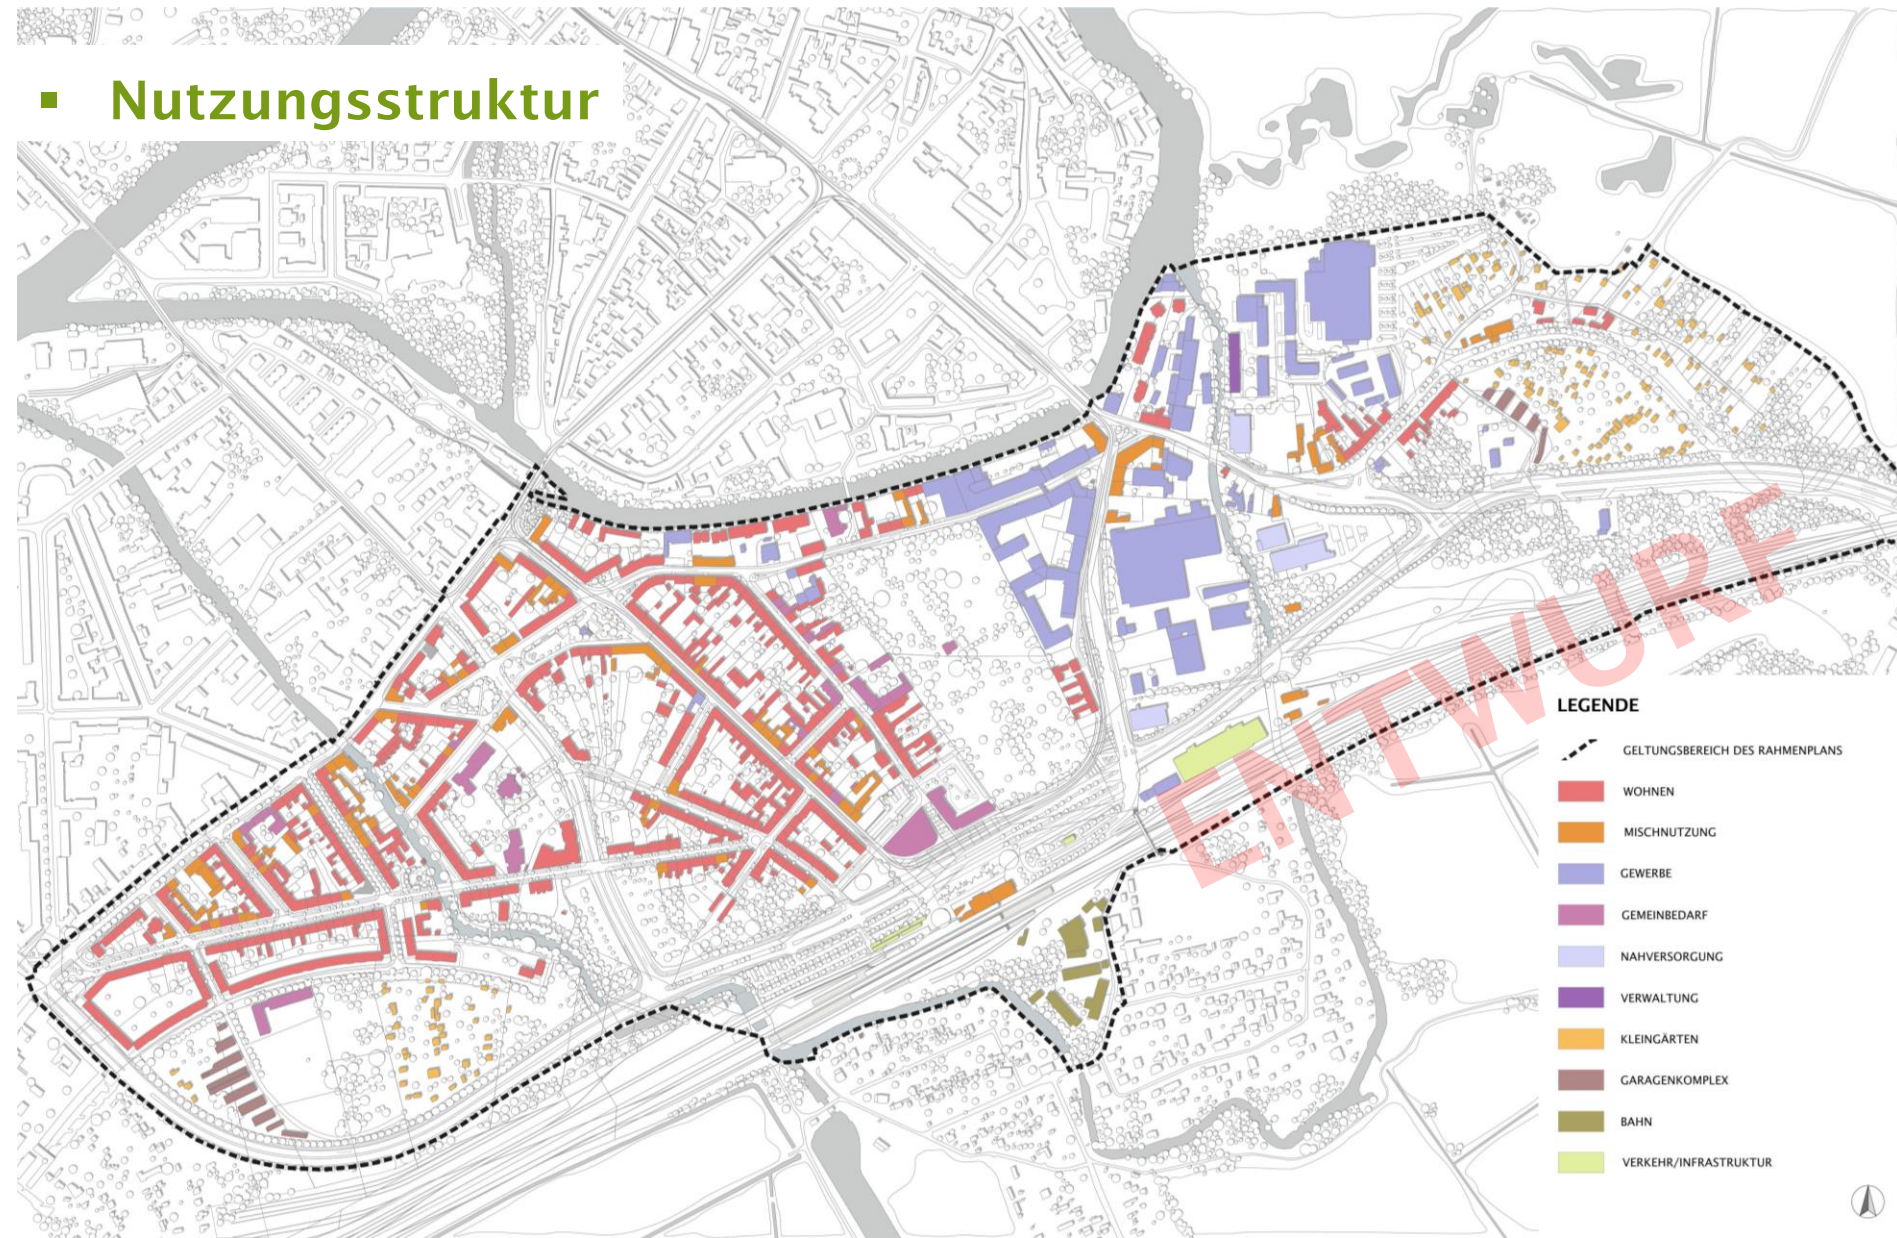 ▪ Nutzungsstruktur
ENTWURF
LEGENDE
GELTUNGSBEREICH DES RAHMENPLANS
WOHNEN
MISCHNUTZUNG
GEWERBE
GEMEINBEDARF
NAHVERSORGUNG
VERWALTUNG
KLEINGÄRTEN
GARAGENKOMPLEX
BAHN
VERKEHR/INFRASTRUKTUR